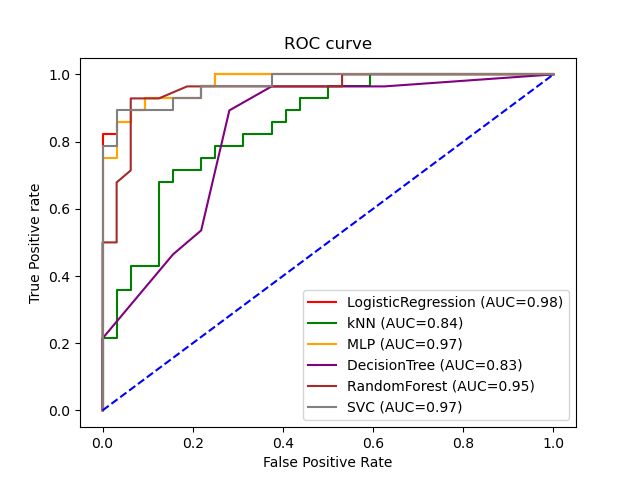 ROC curve
True Positive rate
1.0
0.8
0.6
0.4
0.2
0.0
LogisticRegression (AUC=0.98)
kNN (AUC=0.84)
MLP (AUC=0.97)
DecisionTree (AUC=0.83)
RandomForest (AUC=0.95)
SVC (AUC=0.97)
0.0 0.2 0.4 0.6 0.8 1.0
False Positive Rate